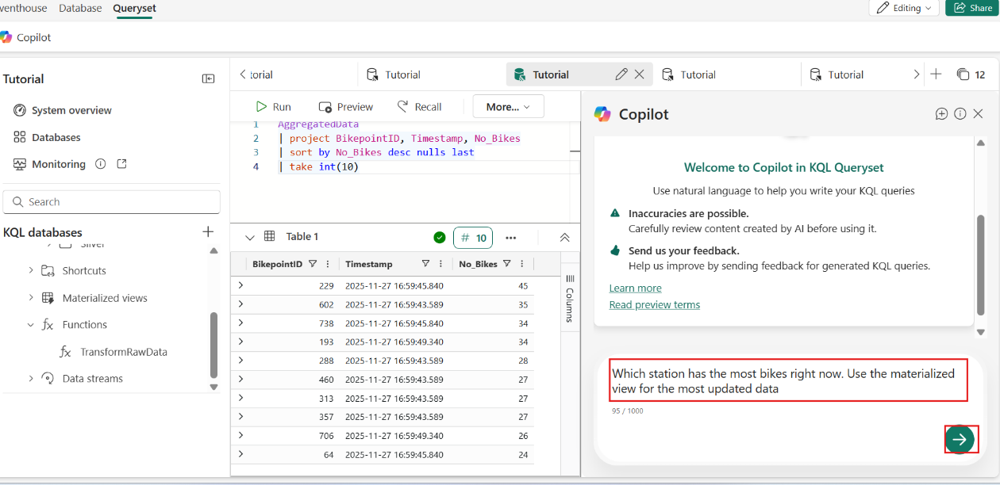 venthouse Database Queryset Editing Share
Copilot
Tutorial
System overview
Databases
Monitoring
Search
KQL databases
Shortcuts
Materialized views
Functions
TransformRawData
Data streams
torial Tutorial Tutorial Tutorial Tutorial 12
Run Preview Recall More...
1 AggregatedData
2 | project BikepointID, Timestamp, No_Bikes
3 | sort by No_Bikes desc nulls last
4 | take int(10)
Table 1 # 10
BikepointID Timestamp No_Bikes
229 2025-11-27 16:59:45.840 45
602 2025-11-27 16:59:43.589 35
738 2025-11-27 16:59:45.840 34
193 2025-11-27 16:59:49.340 34
288 2025-11-27 16:59:43.589 28
460 2025-11-27 16:59:43.589 27
313 2025-11-27 16:59:43.589 27
357 2025-11-27 16:59:43.589 27
706 2025-11-27 16:59:49.340 26
64 2025-11-27 16:59:45.840 24
Columns
Copilot
Welcome to Copilot in KQL Queryset
Use natural language to help you write your KQL queries
Inaccuracies are possible.
Carefully review content created by AI before using it.
Send us your feedback.
Help us improve by sending feedback for generated KQL queries.
Learn more
Read preview terms
Which station has the most bikes right now. Use the materialized
view for the most updated data
95 / 1000